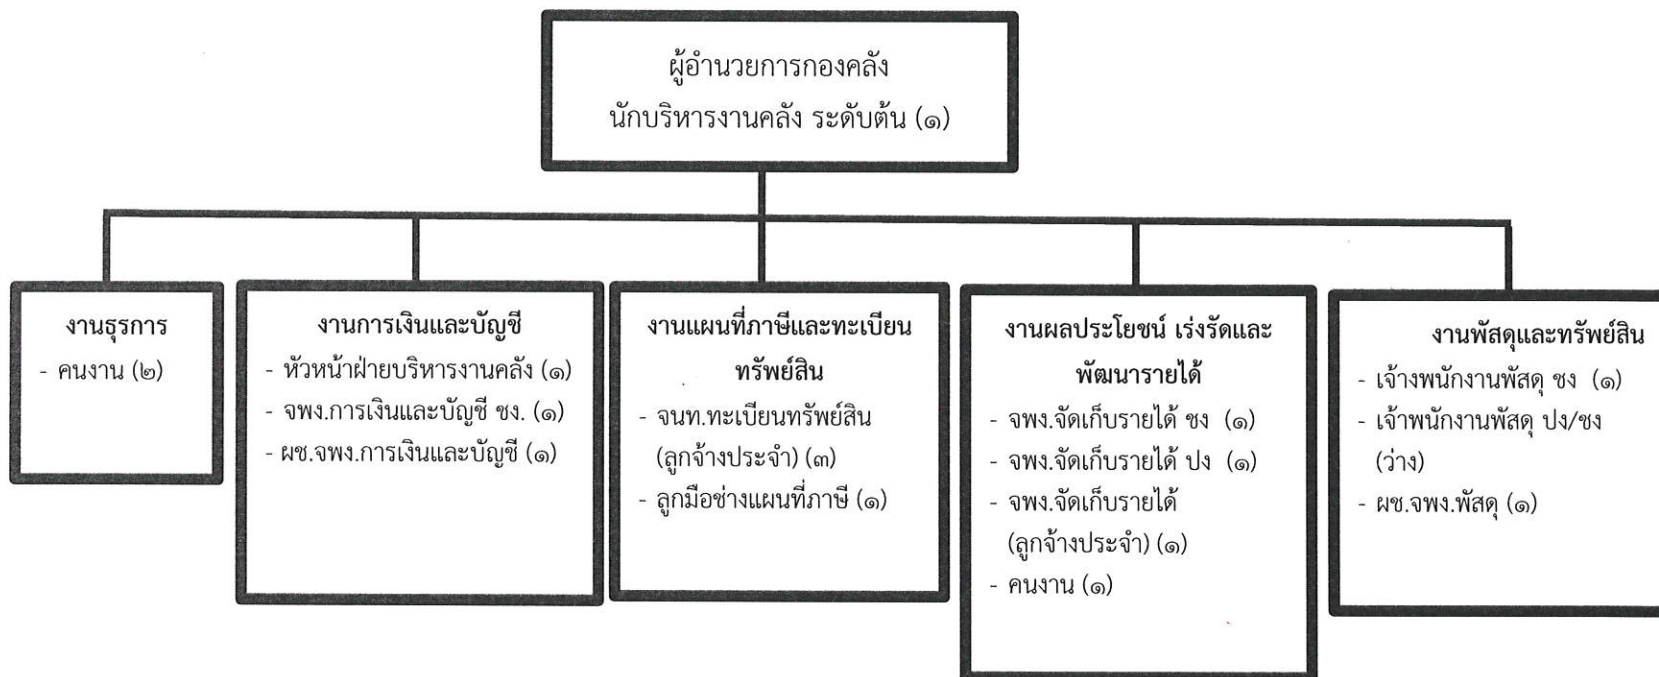 ผู้อำนวยการกองคลัง
นักบริหารงานคลัง ระดับต้น (๑)
งานธุรการ
- คนงาน (๒)
งานการเงินและบัญชี
- หัวหน้าฝ่ายบริหารงานคลัง (๑)
- จพง.การเงินและบัญชี ชง. (๑)
- ผช.จพง.การเงินและบัญชี (๑)
งานแผนที่ภาษีและทะเบียน
ทรัพย์สิน
- จนท.ทะเบียนทรัพย์สิน
(ลูกจ้างประจำ) (๓)
- ลูกมือช่างแผนที่ภาษี (๑)
งานผลประโยชน์ เร่งรัดและ
พัฒนารายได้
- จพง.จัดเก็บรายได้ ชง (๑)
- จพง.จัดเก็บรายได้ ปง (๑)
- จพง.จัดเก็บรายได้
(ลูกจ้างประจำ) (๑)
- คนงาน (๑)
งานพัสดุและทรัพย์สิน
- เจ้างพนักงานพัสดุ ชง (๑)
- เจ้าพนักงานพัสดุ ปง/ชง
(ว่าง)
- ผช.จพง.พัสดุ (๑)